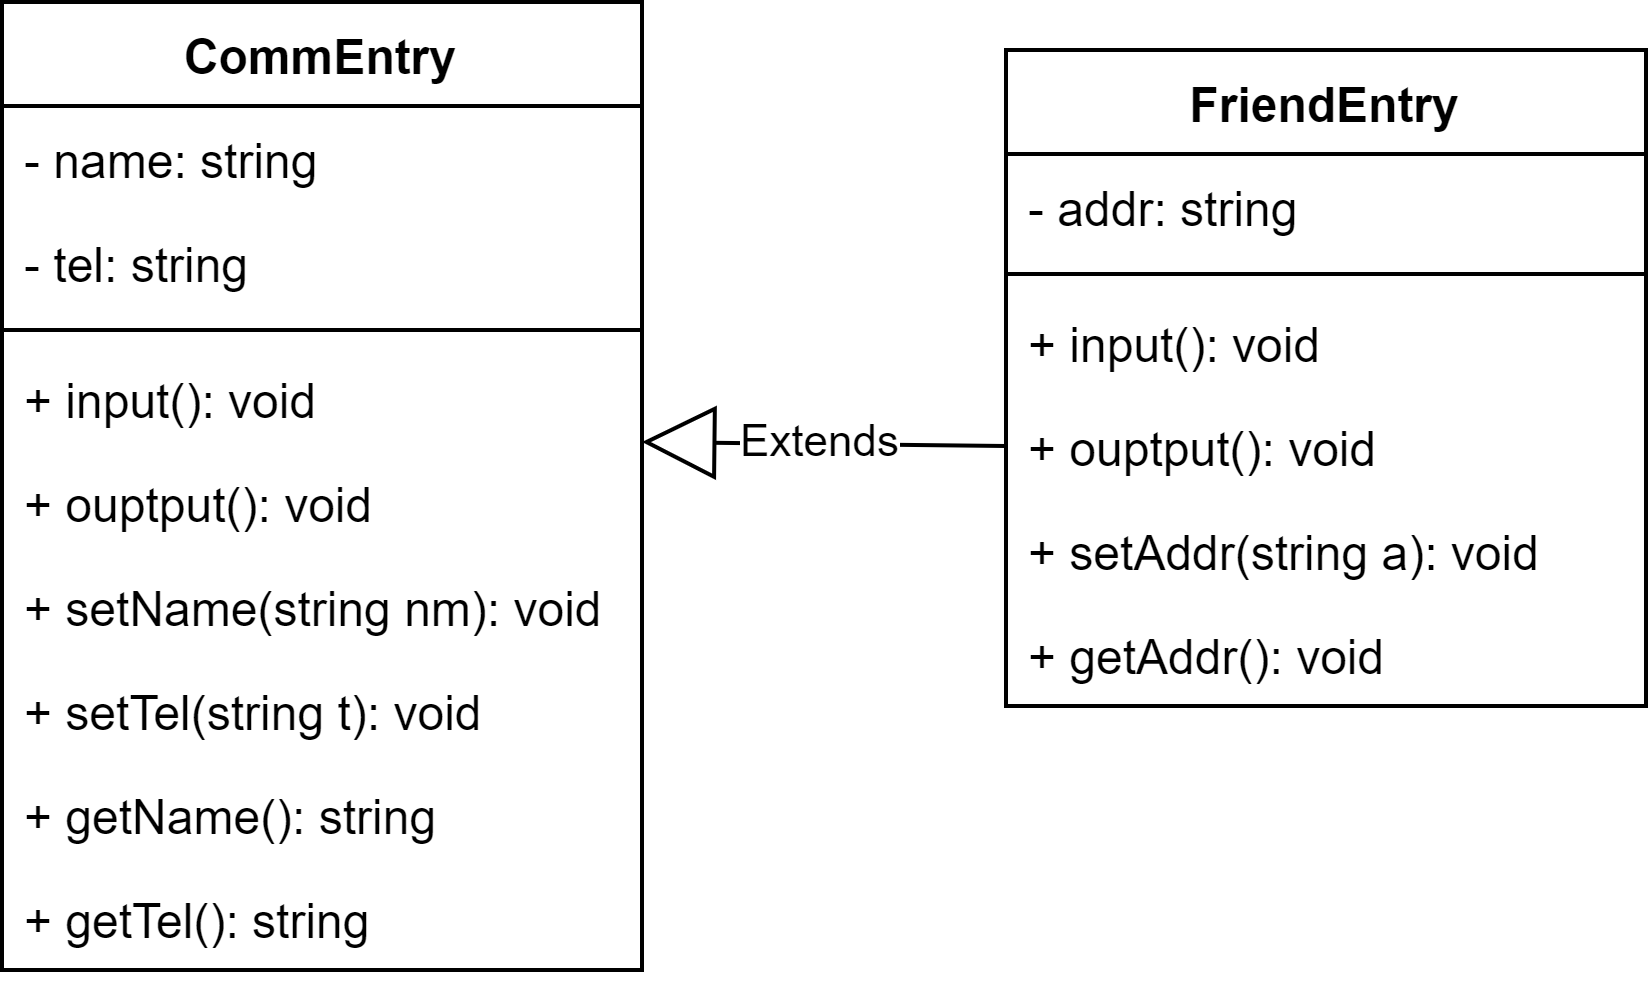 CommEntry
- name: string
- tel: string
+ input(): void
+ ouptput(): void
+ setName(string nm): void
+ setTel(string t): void
+ getName(): string
+ getTel(): string
Extends
FriendEntry
- addr: string
+ input(): void
+ ouptput(): void
+ setAddr(string a): void
+ getAddr(): void